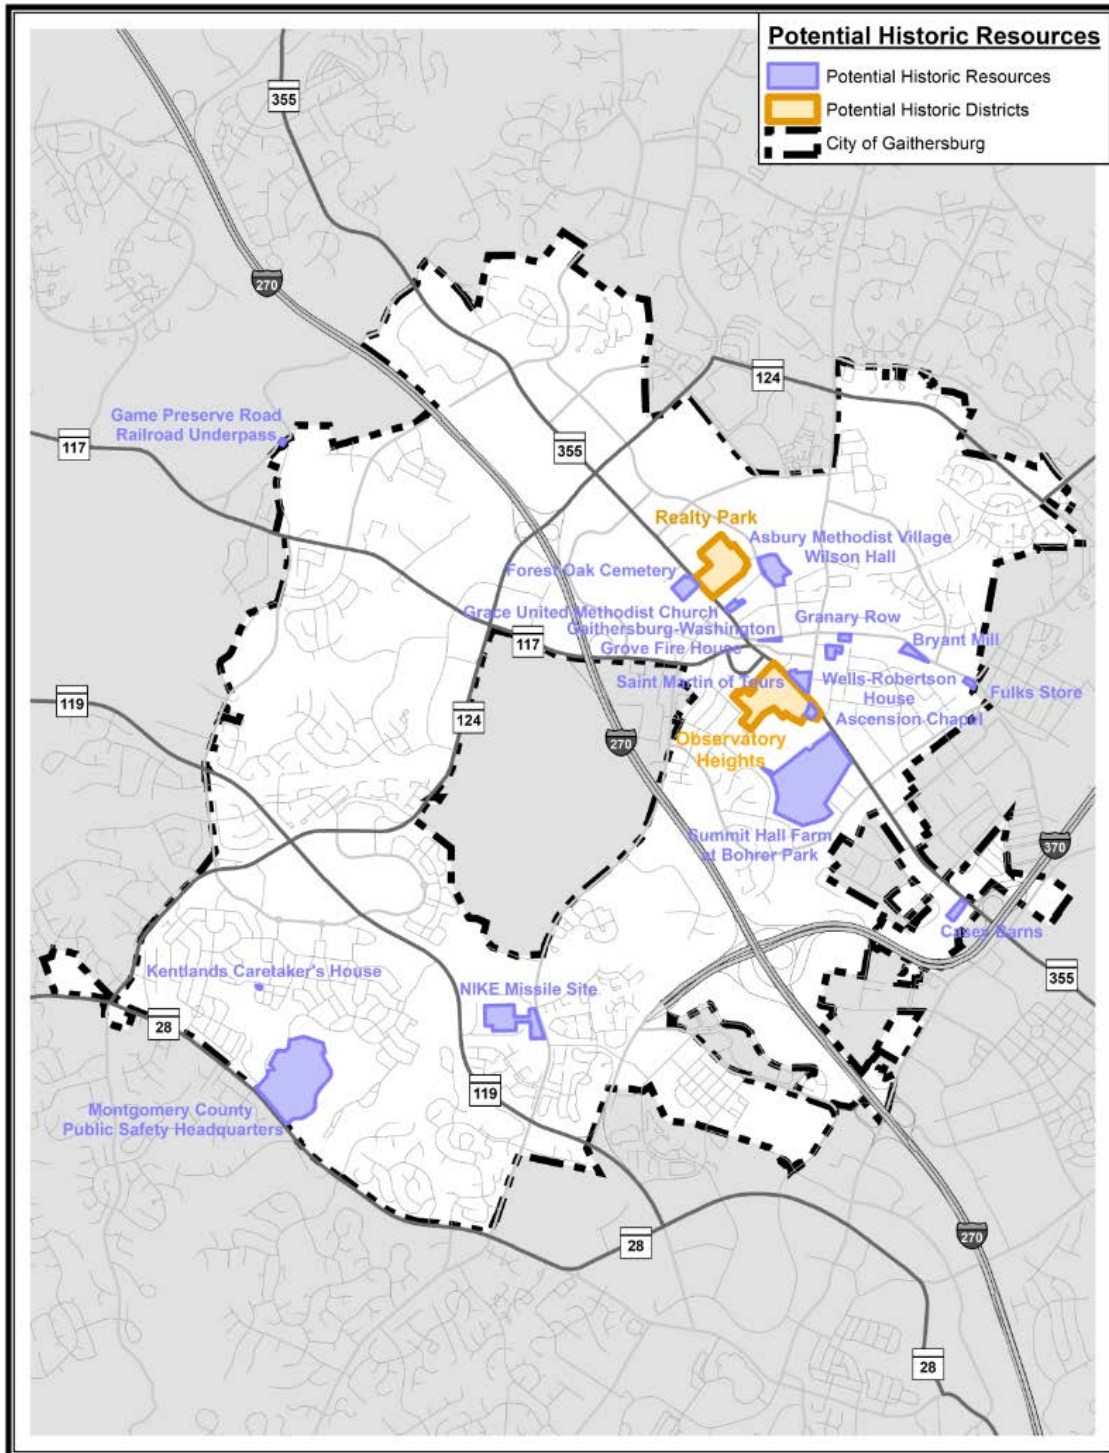 Potential Historic Resources
Potential Historic Resources
Potential Historic Districts
City of Gaithersburg
355
270
124
Game Preserve Road
Railroad Underpass
117
355
Realty Park
Asbury Methodist Village
Wilson Hall
Forest Oak Cemetery
Grace United Methodist Church
Granary Row
Gaithersburg-Washington
Grove Fire House
Bryant Mill
117
Saint Martin of Tours
Wells-Robertson
House
Fulks Store
119
124
Ascension Chapel
270
Observatory
Heights
Summit Hall Farm
at Bohrer Park
370
Casey Barns
Kentlands Caretaker's House
355
NIKE Missile Site
28
119
Montgomery County
Public Safety Headquarters
28
270
28